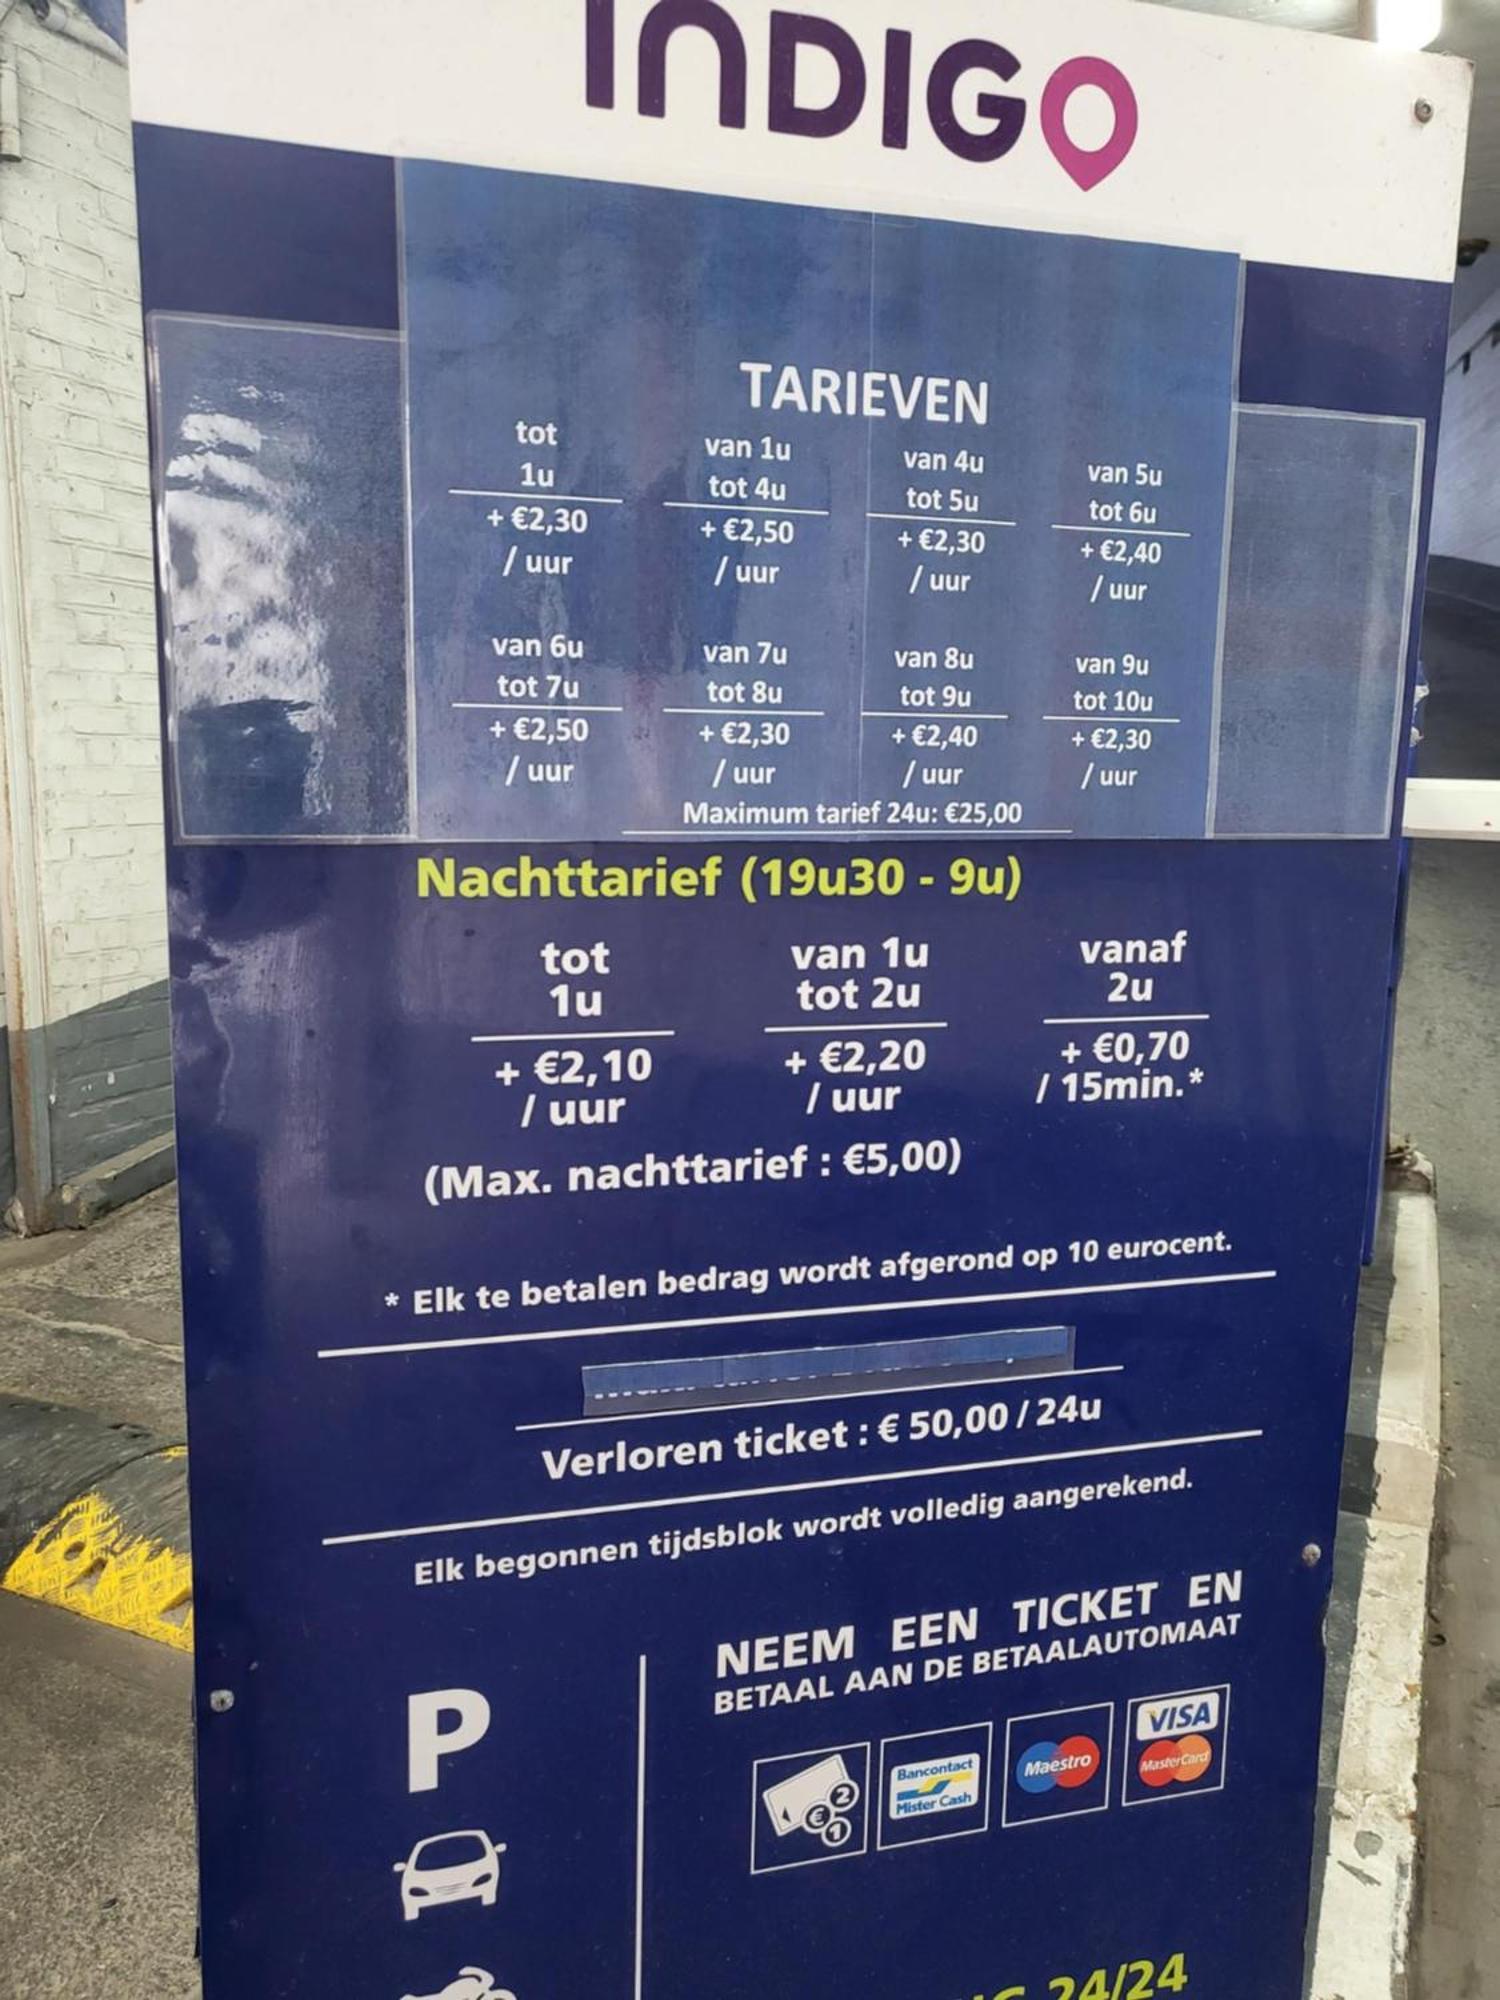 INDIGO
TARIEVEN
tot
1u
+ €2,30
/ uur
van 1u
tot 4u
+ €2,50
/ uur
van 4u
tot 5u
+ €2,30
/ uur
van 5u
tot 6u
+ €2,40
/ uur
van 6u
tot 7u
+ €2,50
/ uur
van 7u
tot 8u
+ €2,30
/ uur
van 8u
tot 9u
+ €2,40
/ uur
van 9u
tot 10u
+ €2,30
/ uur
Maximum tarief 24u: €25,00
Nachttarief (19u30 - 9u)
tot
1u
+ €2,10
/ uur
van 1u
tot 2u
+ €2,20
/ uur
vanaf
2u
+ €0,70
/ 15min.*
(Max. nachttarief : €5,00)
* Elk te betalen bedrag wordt afgerond op 10 eurocent.
Verloren ticket : € 50,00 / 24u
Elk begonnen tijdsblok wordt volledig aangerekend.
P
NEEM EEN TICKET EN
BETAAL AAN DE BETAALAUTOMAAT
2
€
1
Bancontact
Mister Cash
Maestro
VISA
MasterCard
24/24